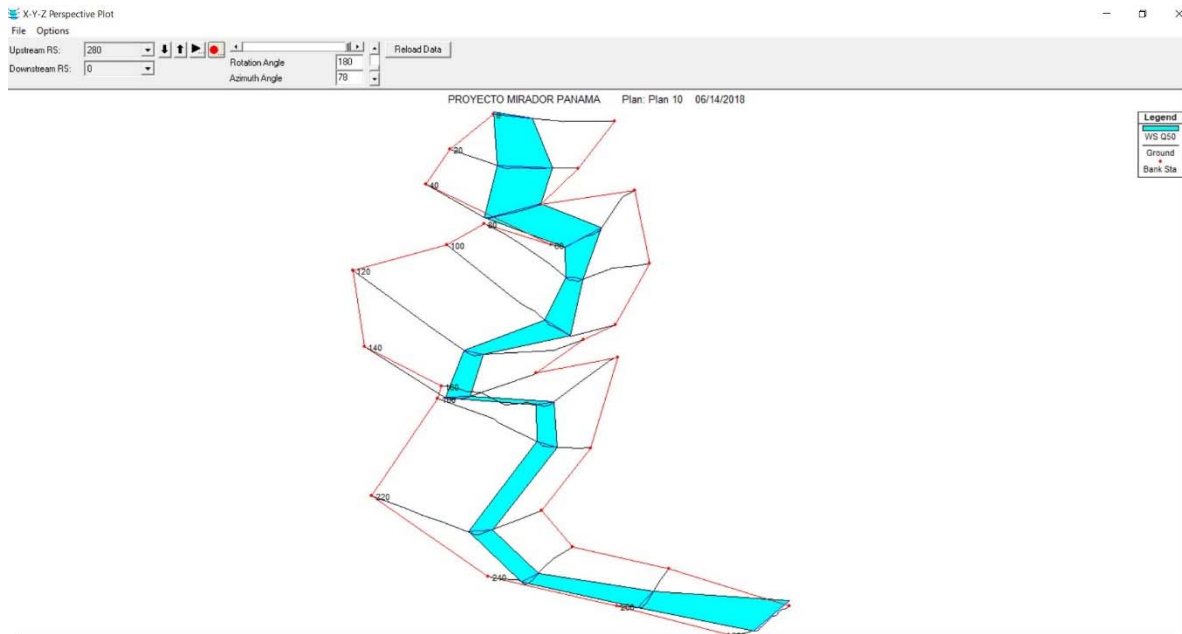 X-Y-Z Perspective Plot
File Options
Upstream RS: 280
Downstream RS: 0
Rotation Angle 180
Azimuth Angle 78
Reload Data
PROYECTO MIRADOR PANAMA Plan: Plan 10 06/14/2018
Legend
WS Q50
Ground
Bank Sta
20
40
80
100
120
140
160
220
240